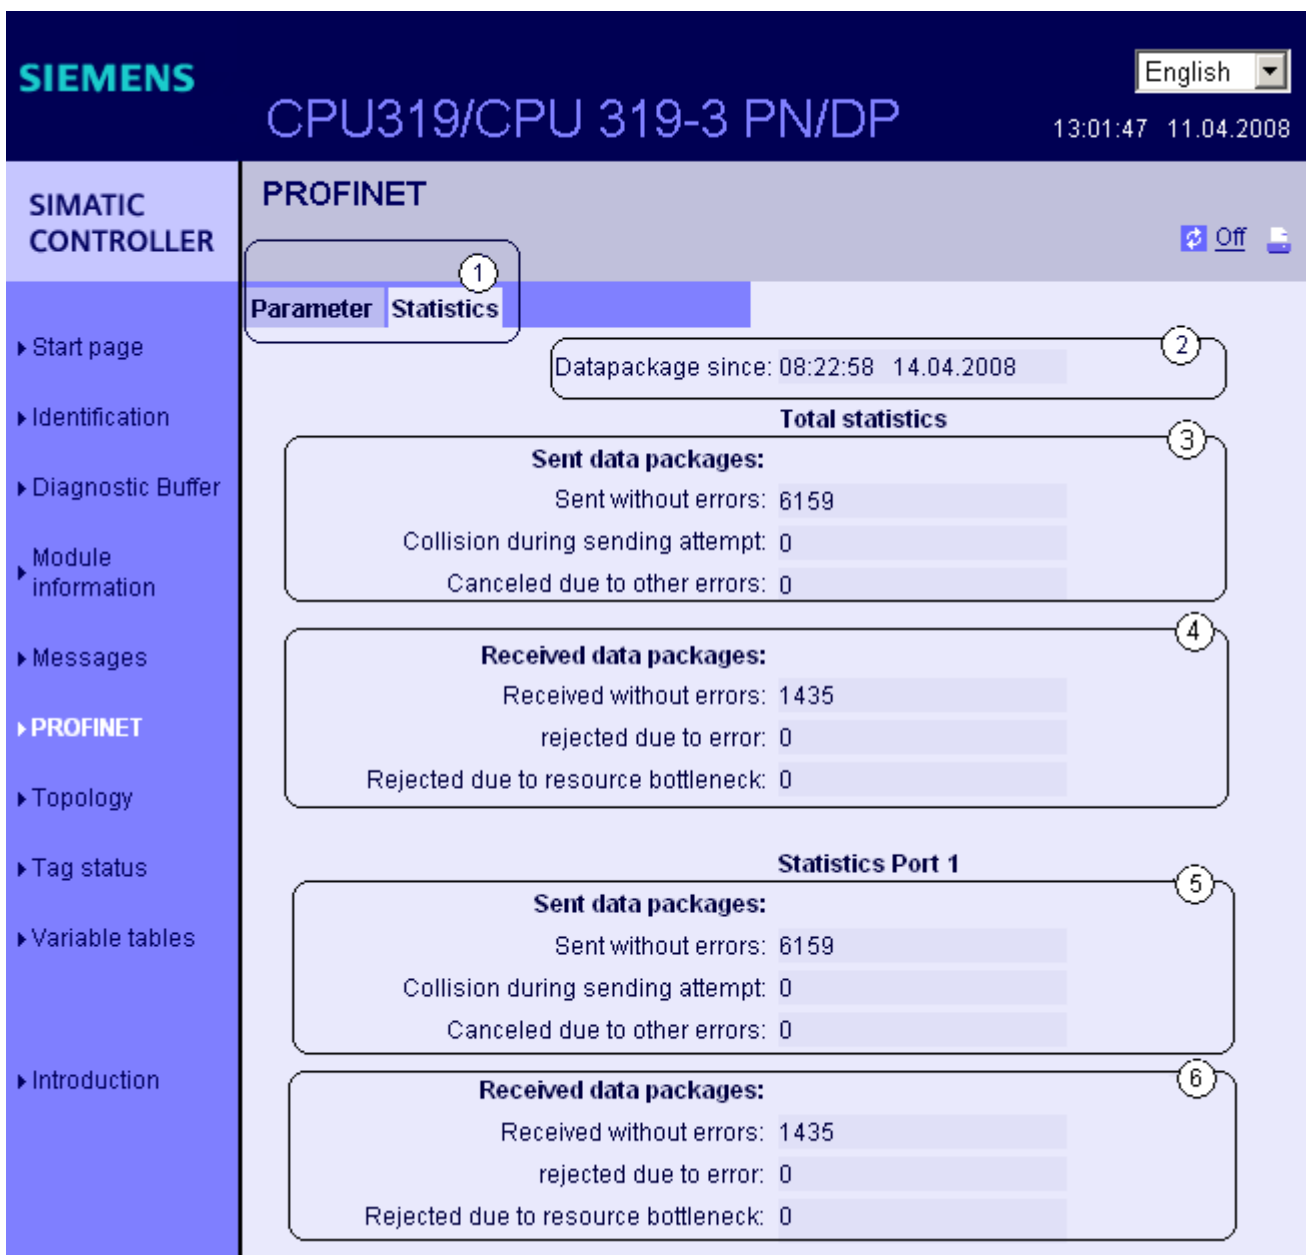 SIEMENS
English
CPU319/CPU 319-3 PN/DP
13:01:47 11.04.2008
SIMATIC
CONTROLLER
PROFINET
Off
1
Parameter Statistics
Start page
Identification
Diagnostic Buffer
Module
information
Messages
PROFINET
Topology
Tag status
Variable tables
Introduction
2
Datapackage since: 08:22:58 14.04.2008
Total statistics
3
Sent data packages:
Sent without errors: 6159
Collision during sending attempt: 0
Canceled due to other errors: 0
4
Received data packages:
Received without errors: 1435
rejected due to error: 0
Rejected due to resource bottleneck: 0
Statistics Port 1
5
Sent data packages:
Sent without errors: 6159
Collision during sending attempt: 0
Canceled due to other errors: 0
6
Received data packages:
Received without errors: 1435
rejected due to error: 0
Rejected due to resource bottleneck: 0